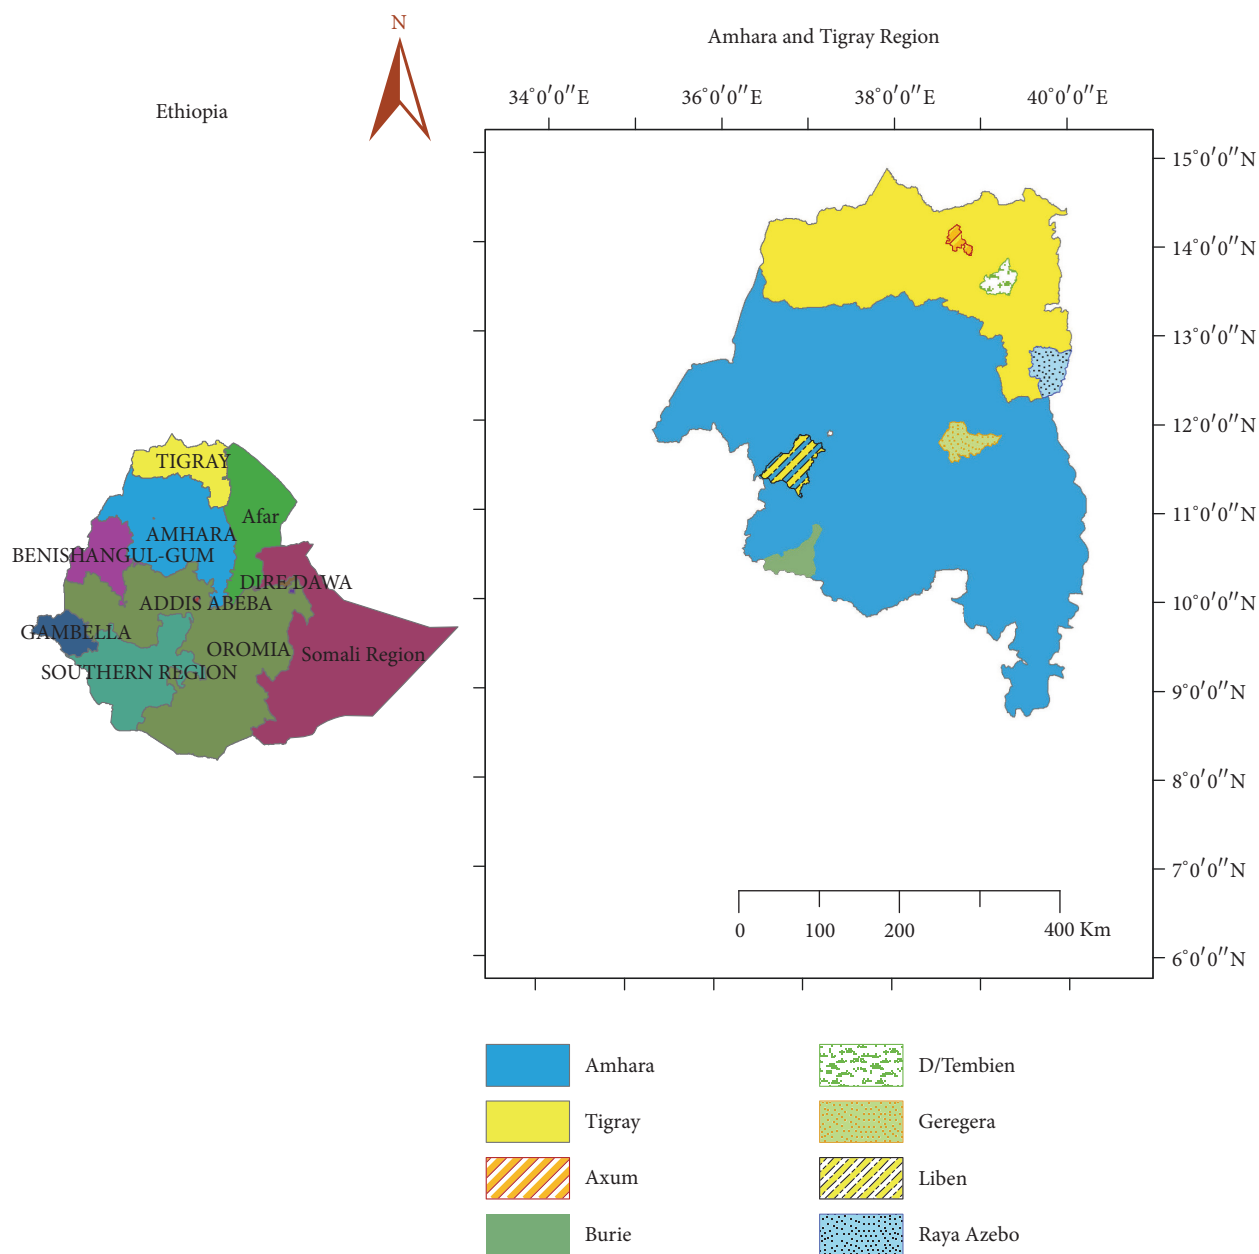 N
Amhara and Tigray Region
Ethiopia
34°0′0″E 36°0′0″E 38°0′0″E 40°0′0″E
15°0′0″N
14°0′0″N
13°0′0″N
12°0′0″N
11°0′0″N
10°0′0″N
9°0′0″N
8°0′0″N
7°0′0″N
6°0′0″N
TIGRAY
Afar
AMHARA
BENISHANGUL-GUM
DIRE DAWA
ADDIS ABEBA
GAMBELLA
OROMIA
Somali Region
SOUTHERN REGION
0 100 200 400 Km
Amhara
Tigray
Axum
Burie
D/Tembien
Geregera
Liben
Raya Azebo